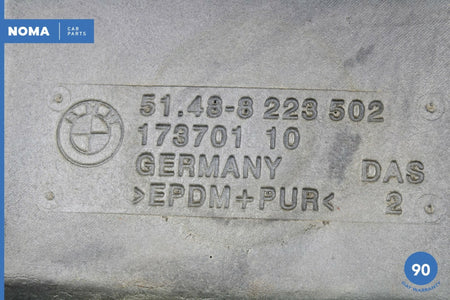 NOMA CAR PARTS
51.48-8 223 502
173701 10
GERMANY DAS
>EPDM+PUR< 2
90
DAY WARRANTY